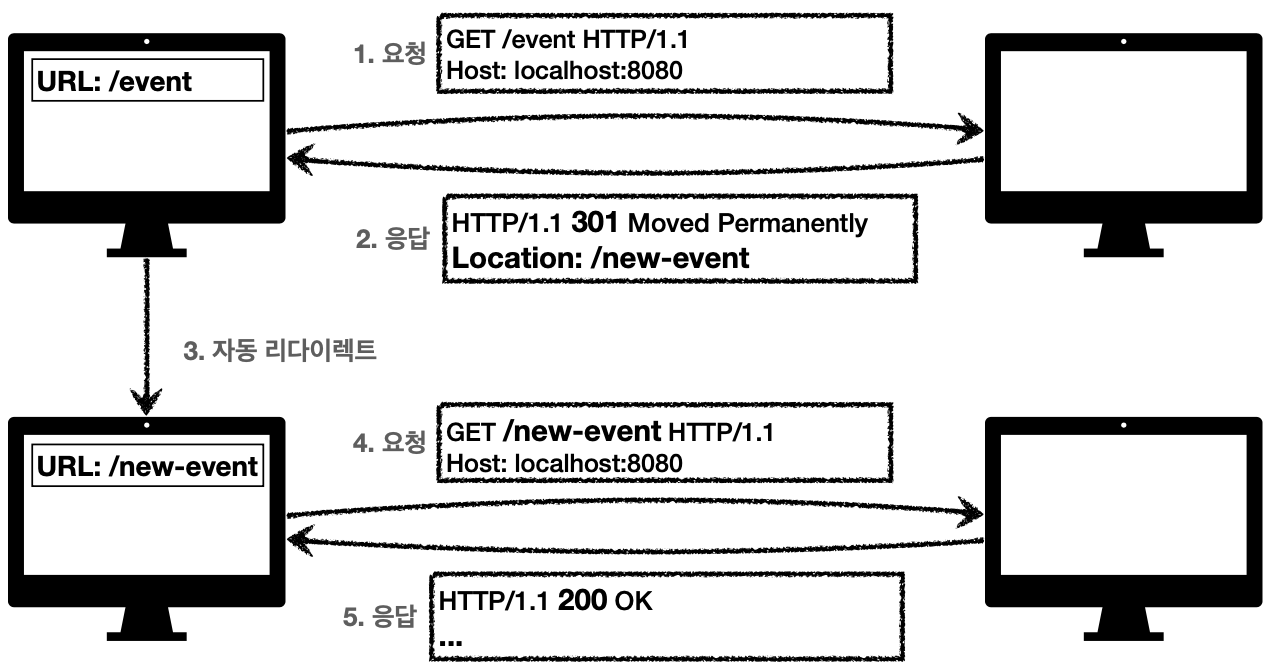 URL: /event
1. 요청
GET /event HTTP/1.1
Host: localhost:8080
2. 응답
HTTP/1.1 301 Moved Permanently
Location: /new-event
3. 자동 리다이렉트
URL: /new-event
4. 요청
GET /new-event HTTP/1.1
Host: localhost:8080
5. 응답
HTTP/1.1 200 OK
...